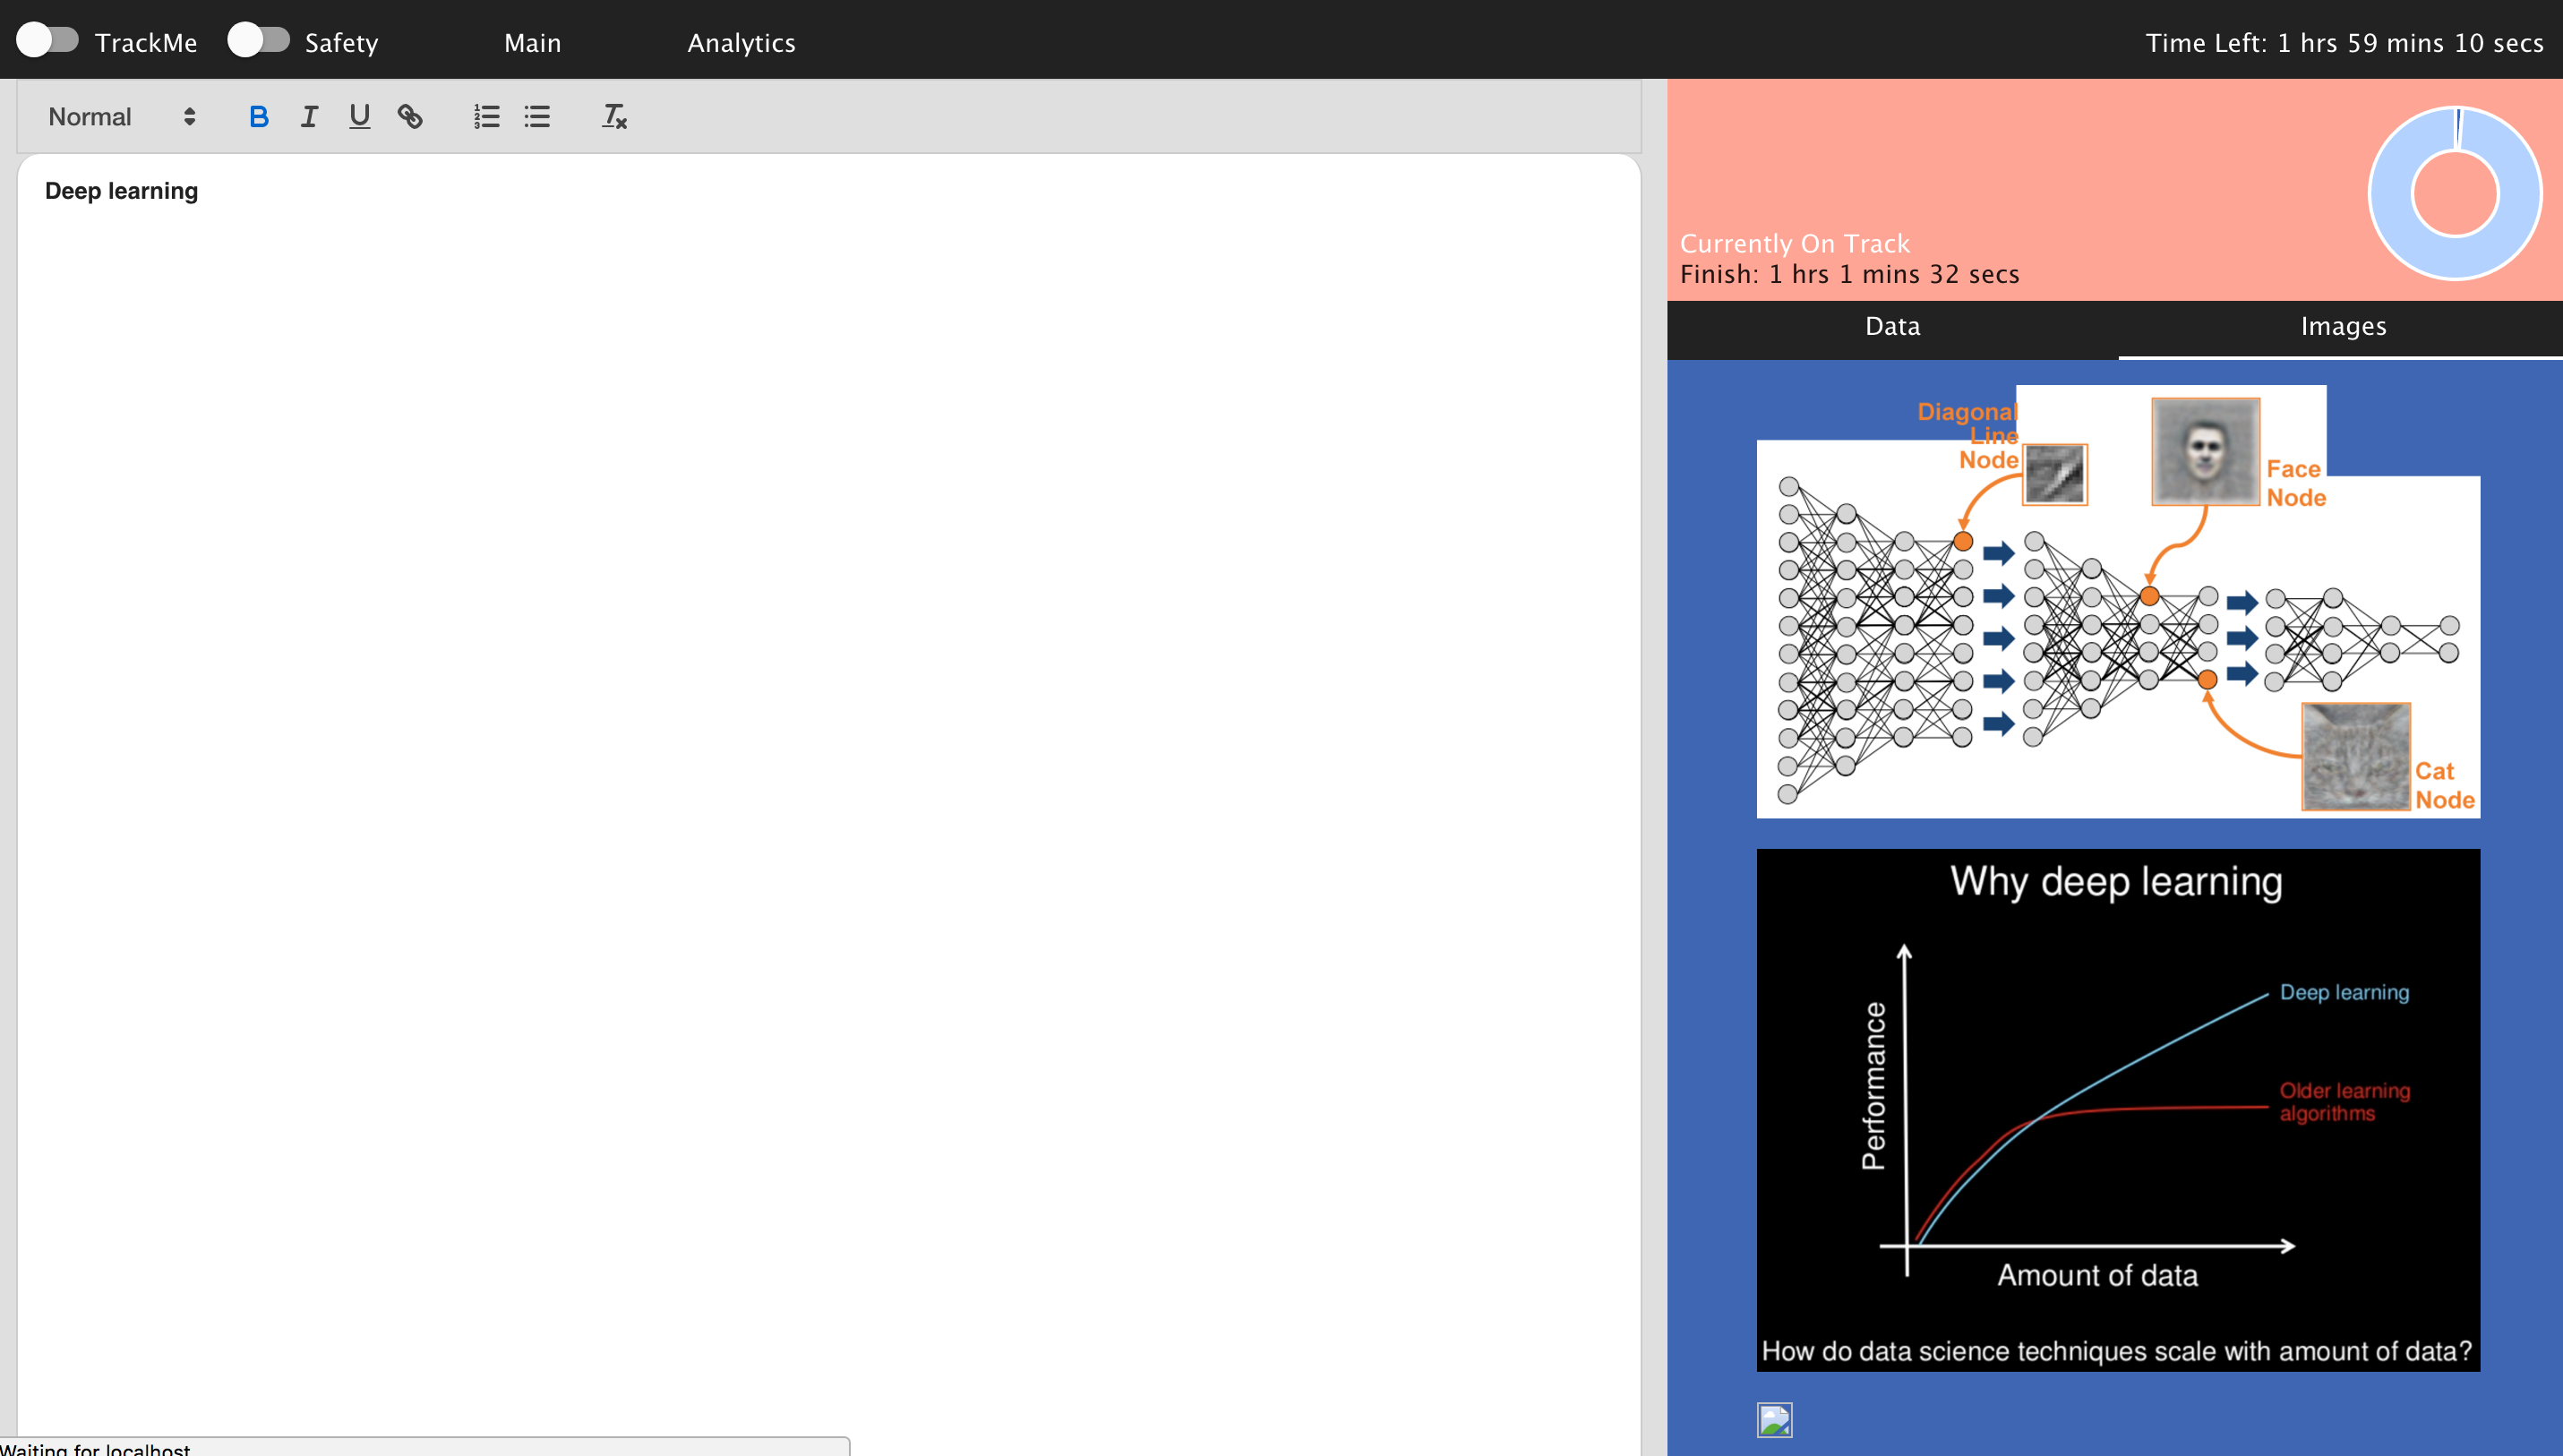 TrackMe Safety Main Analytics Time Left: 1 hrs 59 mins 10 secs
Normal
Deep learning
Currently On Track
Finish: 1 hrs 1 mins 32 secs
Data Images
Diagonal
Line
Node
Face
Node
Cat
Node
Why deep learning
Performance
Deep learning
Older learning
algorithms
Amount of data
How do data science techniques scale with amount of data?
Waiting for localhost